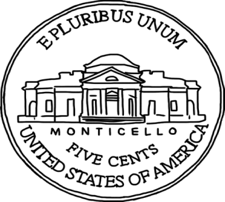 E PLURIBUS UNUM
MONTICELLO
FIVE CENTS
UNITED STATES OF AMERICA